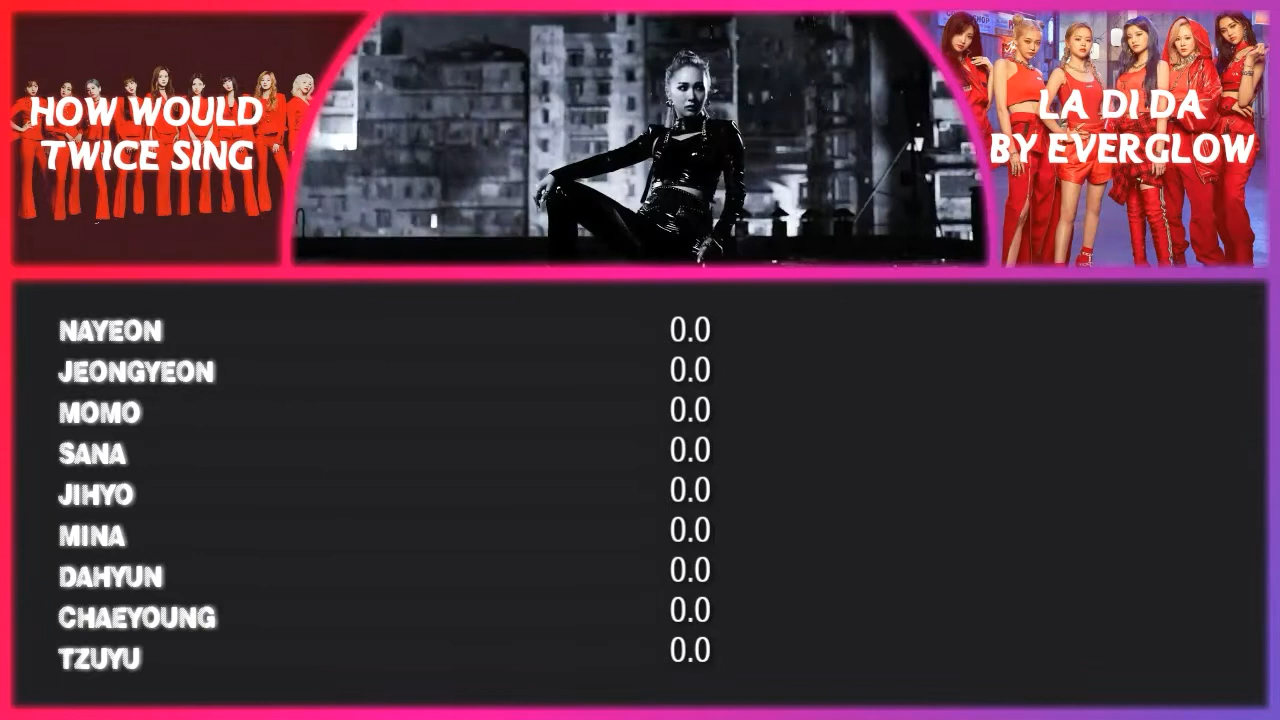 HOW WOULD
TWICE SING
LA DI DA
BY EVERGLOW
NAYEON 0.0
JEONGYEON 0.0
MOMO 0.0
SANA 0.0
JIHYO 0.0
MINA 0.0
DAHYUN 0.0
CHAEYOUNG 0.0
TZUYU 0.0